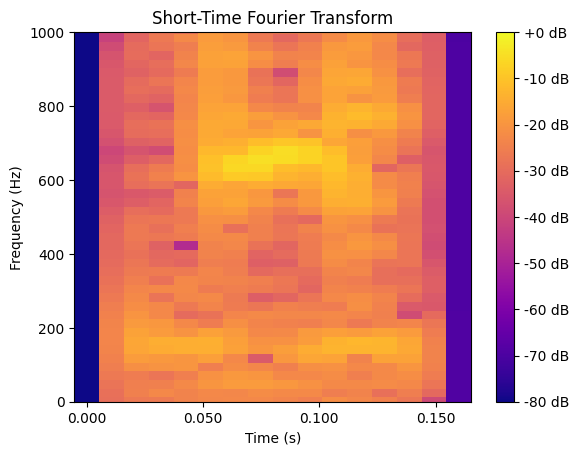 Short-Time Fourier Transform
1000
800
600
400
200
0
Frequency (Hz)
0.000
0.050
0.100
0.150
Time (s)
+0 dB
-10 dB
-20 dB
-30 dB
-40 dB
-50 dB
-60 dB
-70 dB
-80 dB